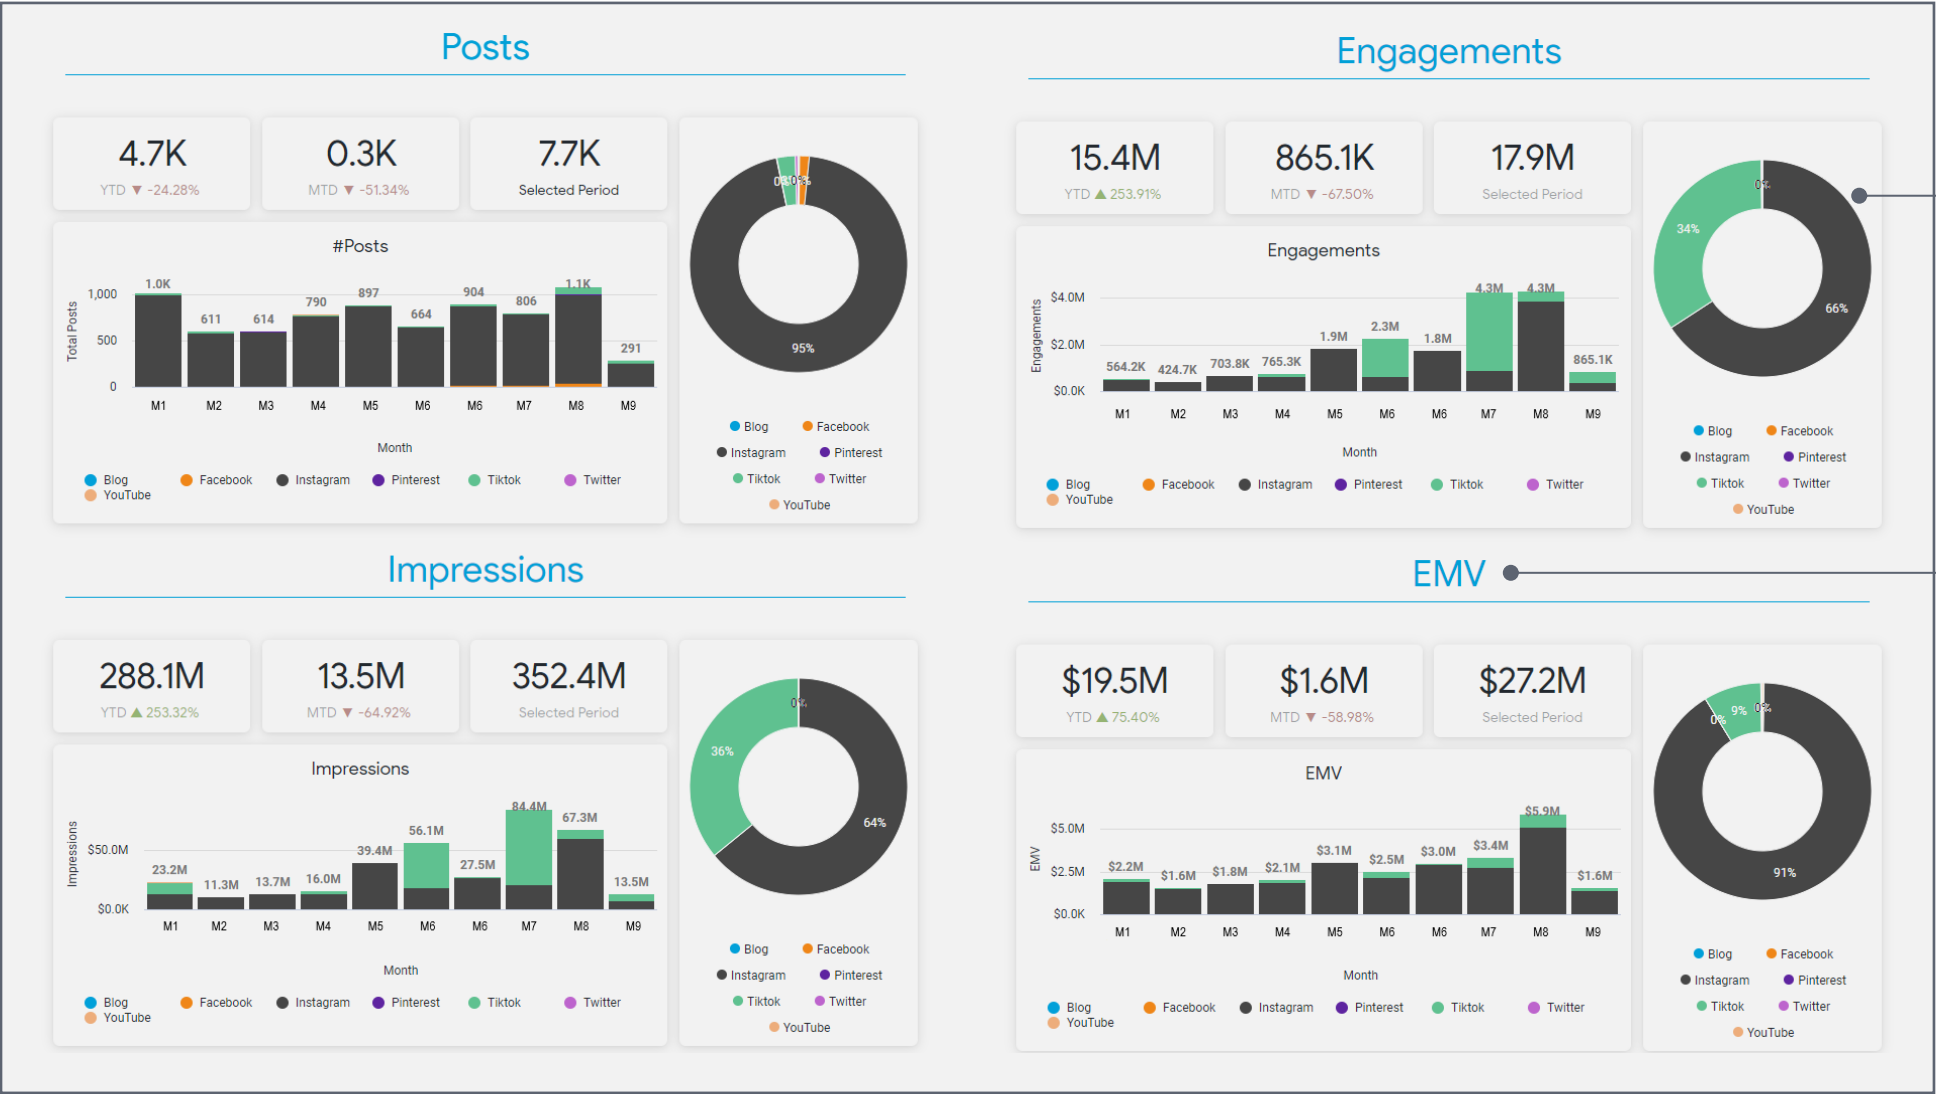 Posts
4.7K
YTD ▼ -24.28%
0.3K
MTD ▼ -51.34%
7.7K
Selected Period
#Posts
Total Posts
1,000
500
0
1.0K
611
614
790
897
664
904
806
1.1K
291
M1 M2 M3 M4 M5 M6 M6 M7 M8 M9
Month
Blog Facebook Instagram Pinterest Tiktok Twitter
YouTube
0%
95%
Blog Facebook
Instagram Pinterest
Tiktok Twitter
YouTube
Engagements
15.4M
YTD ▲ 253.91%
865.1K
MTD ▼ -67.50%
17.9M
Selected Period
Engagements
Engagements
$4.0M
$2.0M
$0.0K
564.2K
424.7K
703.8K
765.3K
1.9M
2.3M
1.8M
4.3M
4.3M
865.1K
M1 M2 M3 M4 M5 M6 M6 M7 M8 M9
Month
Blog Facebook Instagram Pinterest Tiktok Twitter
YouTube
34%
66%
Blog Facebook
Instagram Pinterest
Tiktok Twitter
YouTube
Impressions
288.1M
YTD ▲ 253.32%
13.5M
MTD ▼ -64.92%
352.4M
Selected Period
Impressions
Impressions
$50.0M
$0.0K
23.2M
11.3M
13.7M
16.0M
39.4M
56.1M
27.5M
84.4M
67.3M
13.5M
M1 M2 M3 M4 M5 M6 M6 M7 M8 M9
Month
Blog Facebook Instagram Pinterest Tiktok Twitter
YouTube
36%
64%
Blog Facebook
Instagram Pinterest
Tiktok Twitter
YouTube
EMV
$19.5M
YTD ▲ 75.40%
$1.6M
MTD ▼ -58.98%
$27.2M
Selected Period
EMV
EMV
$5.0M
$2.5M
$0.0K
$2.2M
$1.6M
$1.8M
$2.1M
$3.1M
$2.5M
$3.0M
$3.4M
$5.9M
$1.6M
M1 M2 M3 M4 M5 M6 M6 M7 M8 M9
Month
Blog Facebook Instagram Pinterest Tiktok Twitter
YouTube
0%
9%
91%
Blog Facebook
Instagram Pinterest
Tiktok Twitter
YouTube